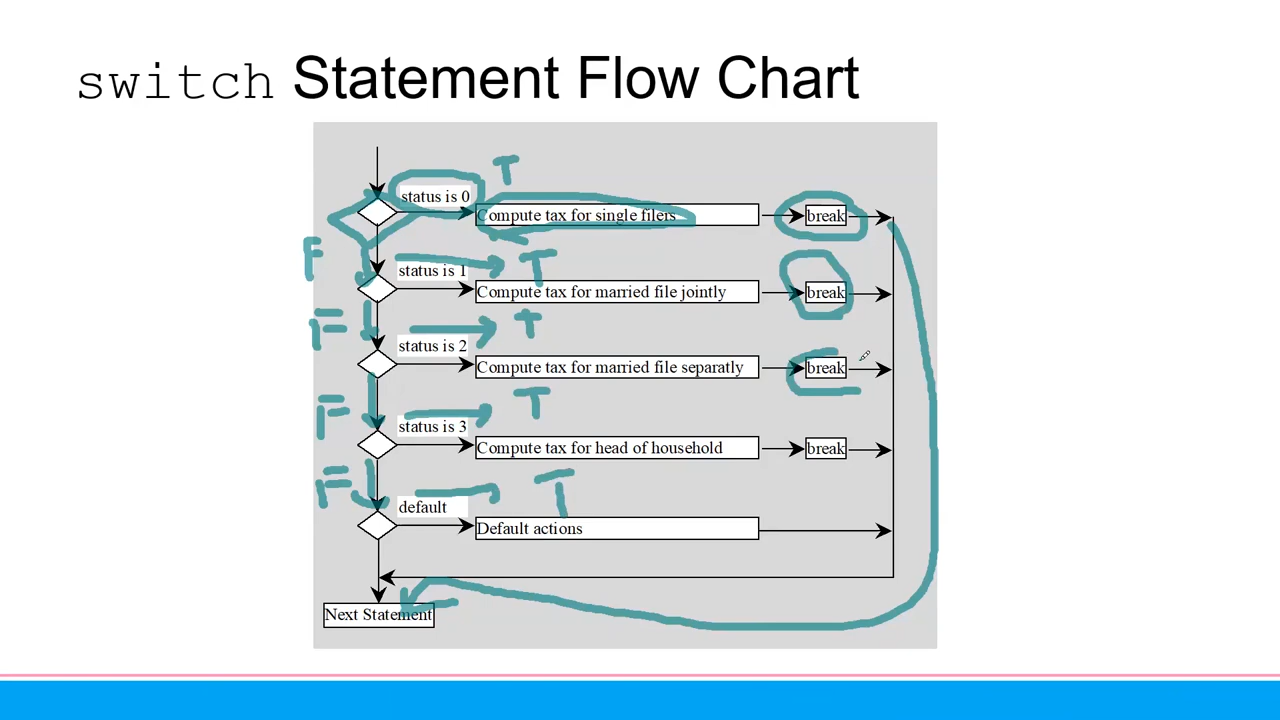 switch Statement Flow Chart
T
status is 0
Compute tax for single filers
break
F
status is 1
T
Compute tax for married file jointly
break
F
T
status is 2
Compute tax for married file separatly
break
F
T
status is 3
Compute tax for head of household
break
F
T
default
Default actions
Next Statement